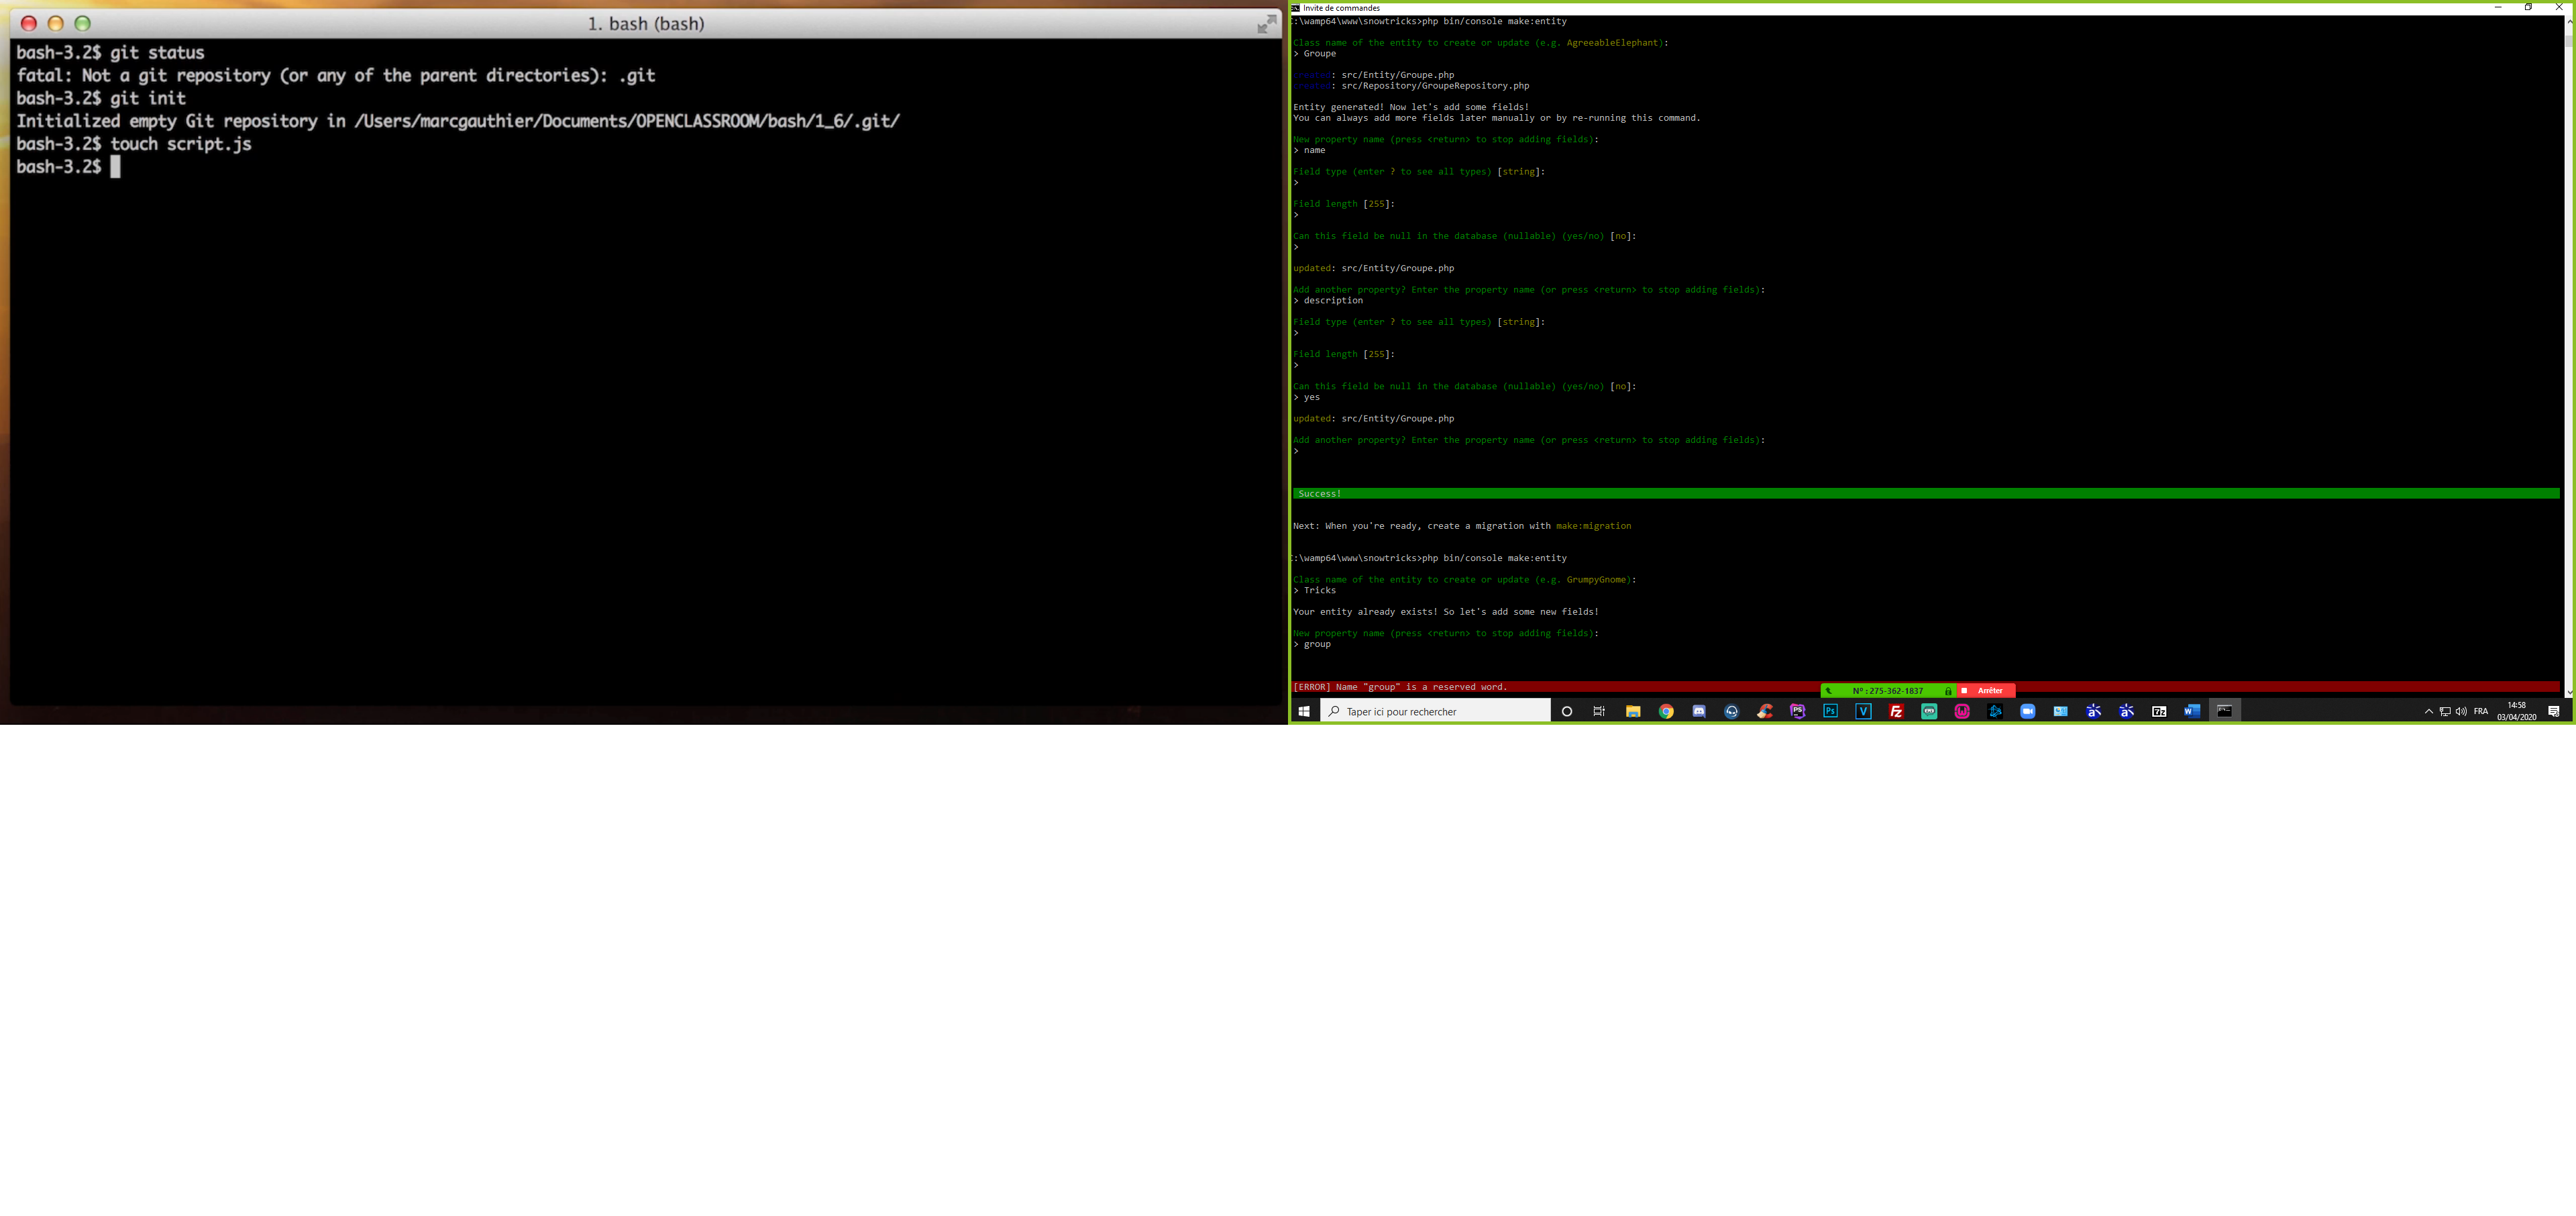 1. bash (bash)
bash-3.2$ git status
fatal: Not a git repository (or any of the parent directories): .git
bash-3.2$ git init
Initialized empty Git repository in /Users/marcgauthier/Documents/OPENCLASSROOM/bash/1_6/.git/
bash-3.2$ touch script.js
bash-3.2$
Invite de commandes
:\wamp64\www\snowtricks>php bin/console make:entity
Class name of the entity to create or update (e.g. AgreeableElephant):
> Groupe
created: src/Entity/Groupe.php
created: src/Repository/GroupeRepository.php
Entity generated! Now let's add some fields!
You can always add more fields later manually or by re-running this command.
New property name (press <return> to stop adding fields):
> name
Field type (enter ? to see all types) [string]:
>
Field length [255]:
>
Can this field be null in the database (nullable) (yes/no) [no]:
>
updated: src/Entity/Groupe.php
Add another property? Enter the property name (or press <return> to stop adding fields):
> description
Field type (enter ? to see all types) [string]:
>
Field length [255]:
>
Can this field be null in the database (nullable) (yes/no) [no]:
> yes
updated: src/Entity/Groupe.php
Add another property? Enter the property name (or press <return> to stop adding fields):
>
Success!
Next: When you're ready, create a migration with make:migration
:\wamp64\www\snowtricks>php bin/console make:entity
Class name of the entity to create or update (e.g. GrumpyGnome):
> Tricks
Your entity already exists! So let's add some new fields!
New property name (press <return> to stop adding fields):
> group
[ERROR] Name "group" is a reserved word.
N° : 275-362-1837 Arrêter
Taper ici pour rechercher
FRA
14:58
03/04/2020